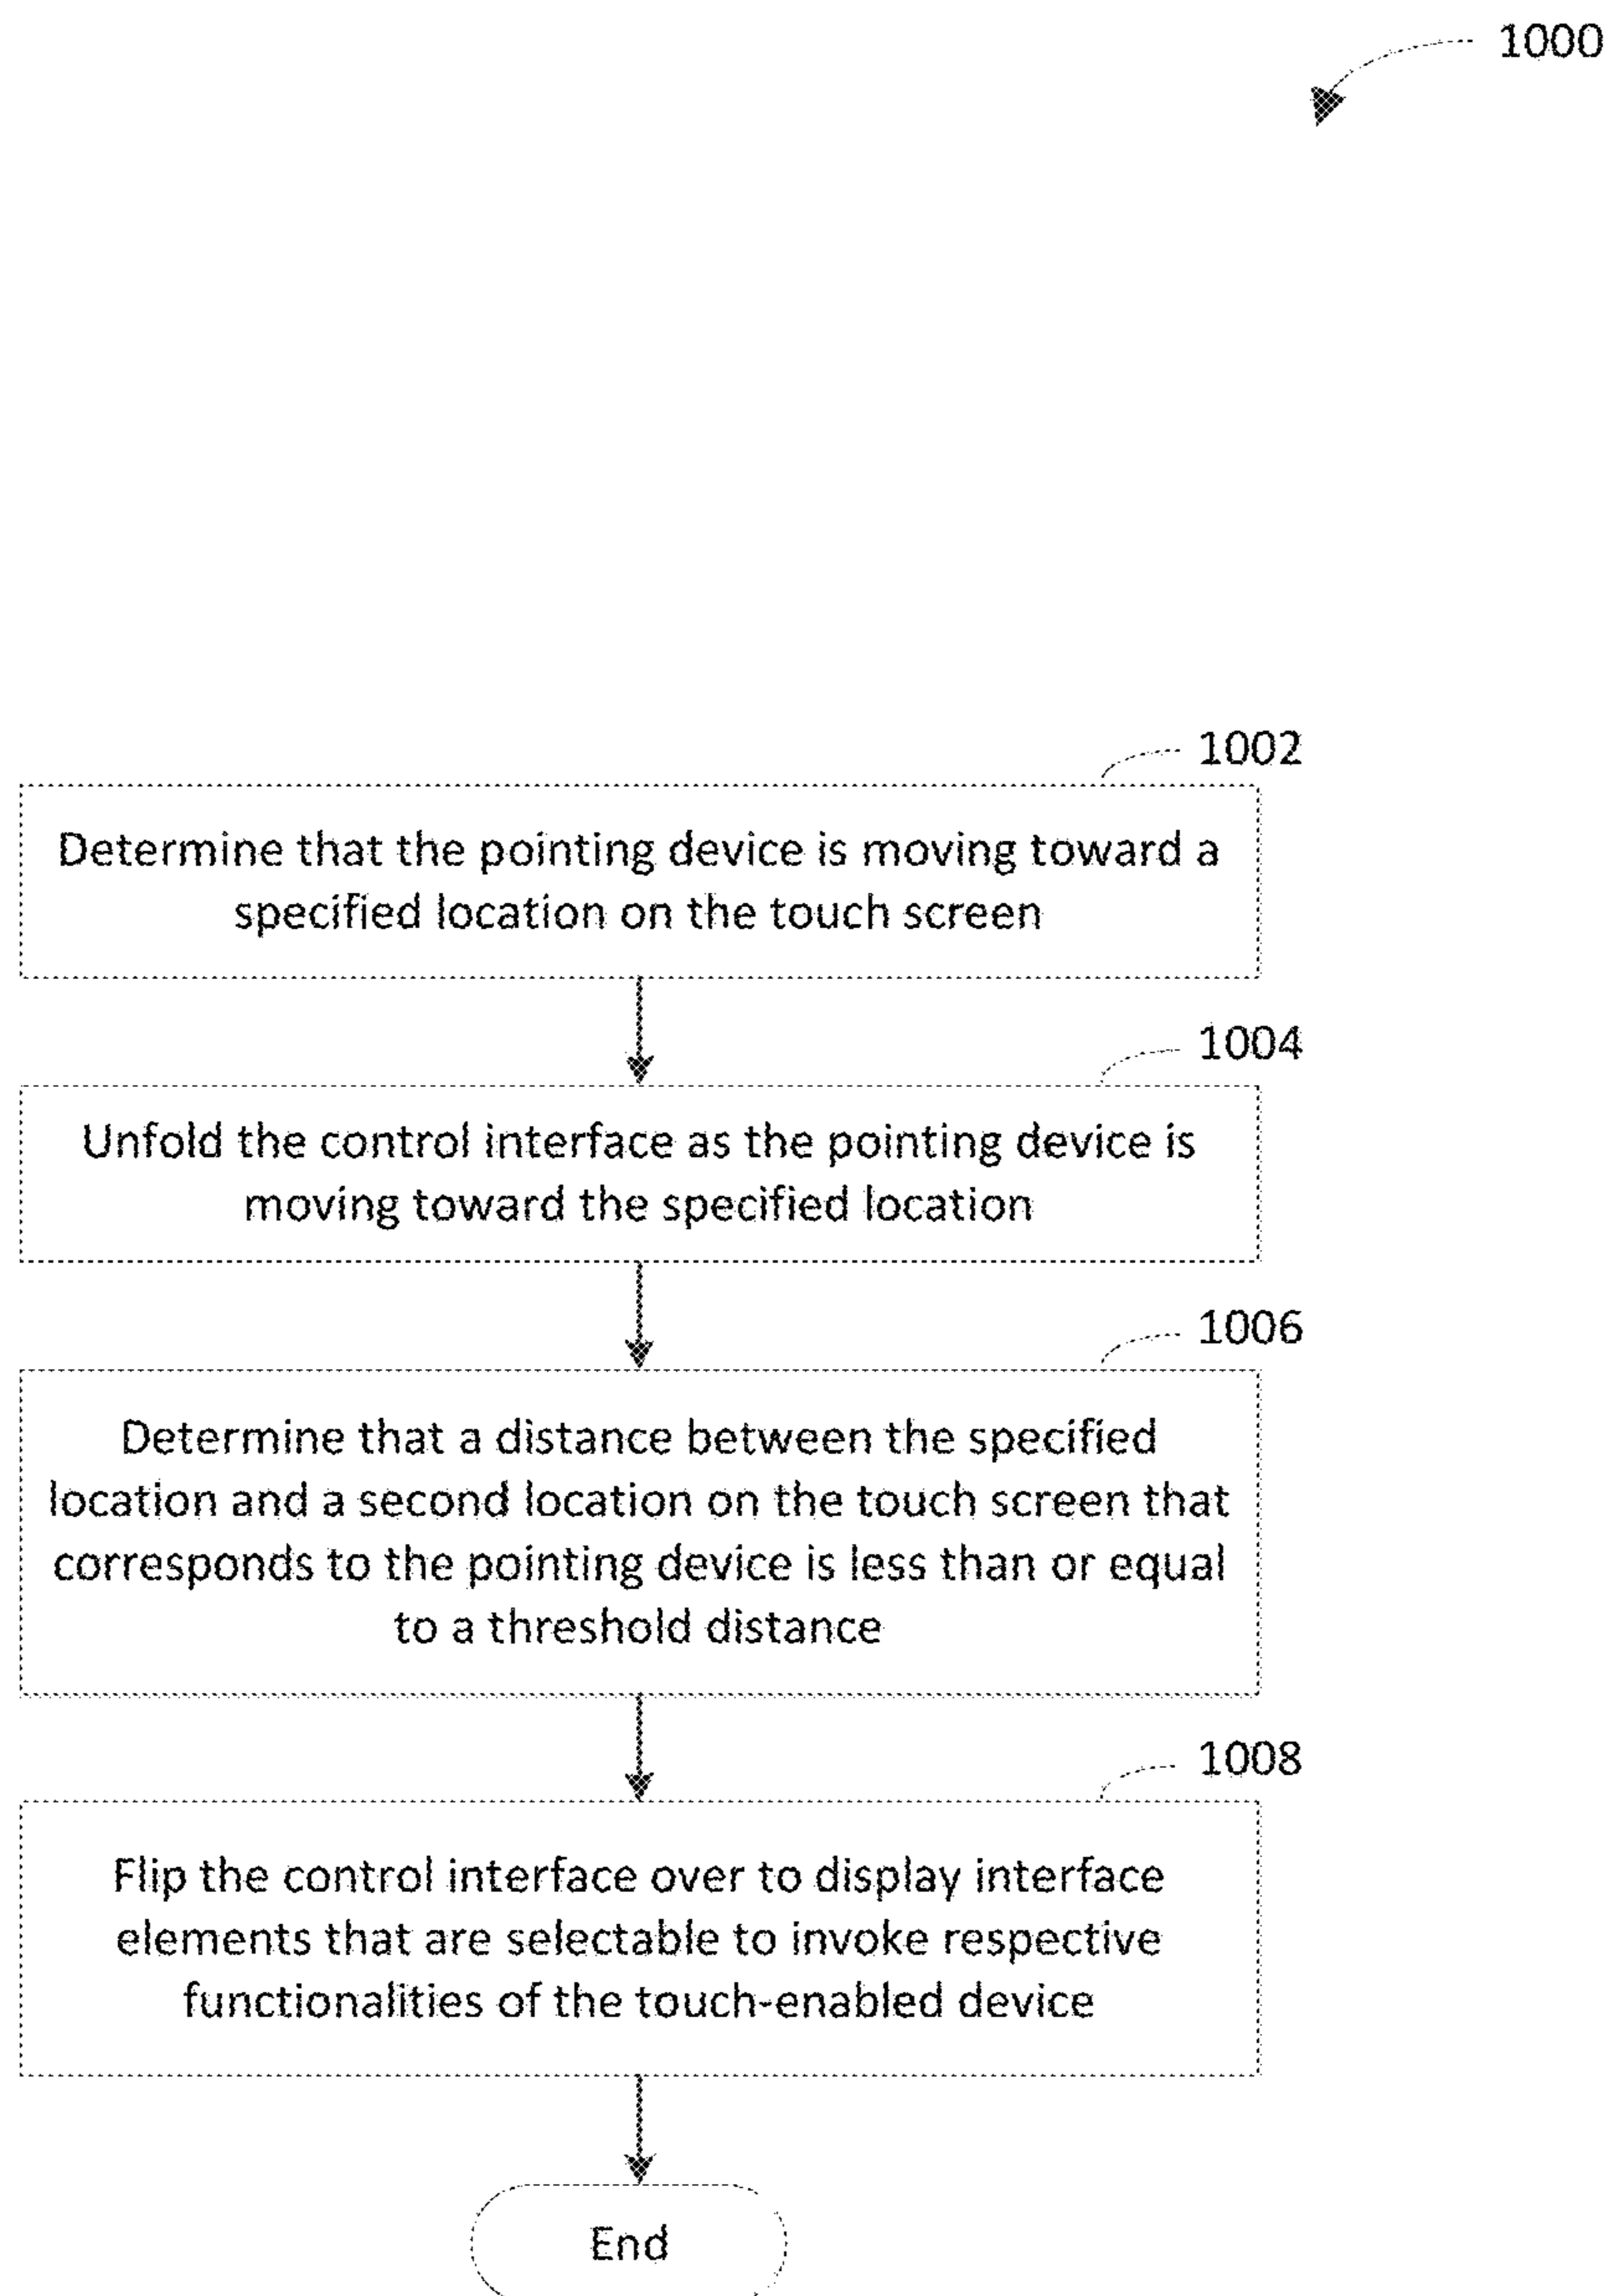 1000
1002
Determine that the pointing device is moving toward a
specified location on the touch screen
1004
Unfold the control interface as the pointing device is
moving toward the specified location
1006
Determine that a distance between the specified
location and a second location on the touch screen that
corresponds to the pointing device is less than or equal
to a threshold distance
1008
Flip the control interface over to display interface
elements that are selectable to invoke respective
functionalities of the touch-enabled device
End